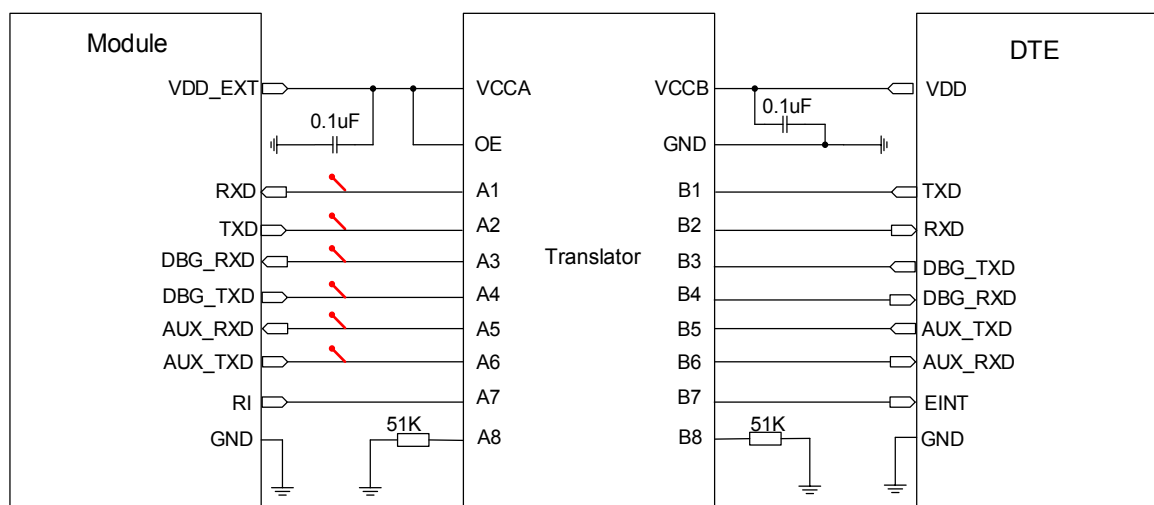 Module
DTE
VDD_EXT
VCCA
VCCB
VDD
0.1uF
0.1uF
OE
GND
RXD
A1
B1
TXD
TXD
A2
B2
RXD
Translator
DBG_RXD
A3
B3
DBG_TXD
DBG_TXD
A4
B4
DBG_RXD
AUX_RXD
A5
B5
AUX_TXD
AUX_TXD
A6
B6
AUX_RXD
RI
A7
B7
EINT
51K
51K
GND
A8
B8
GND